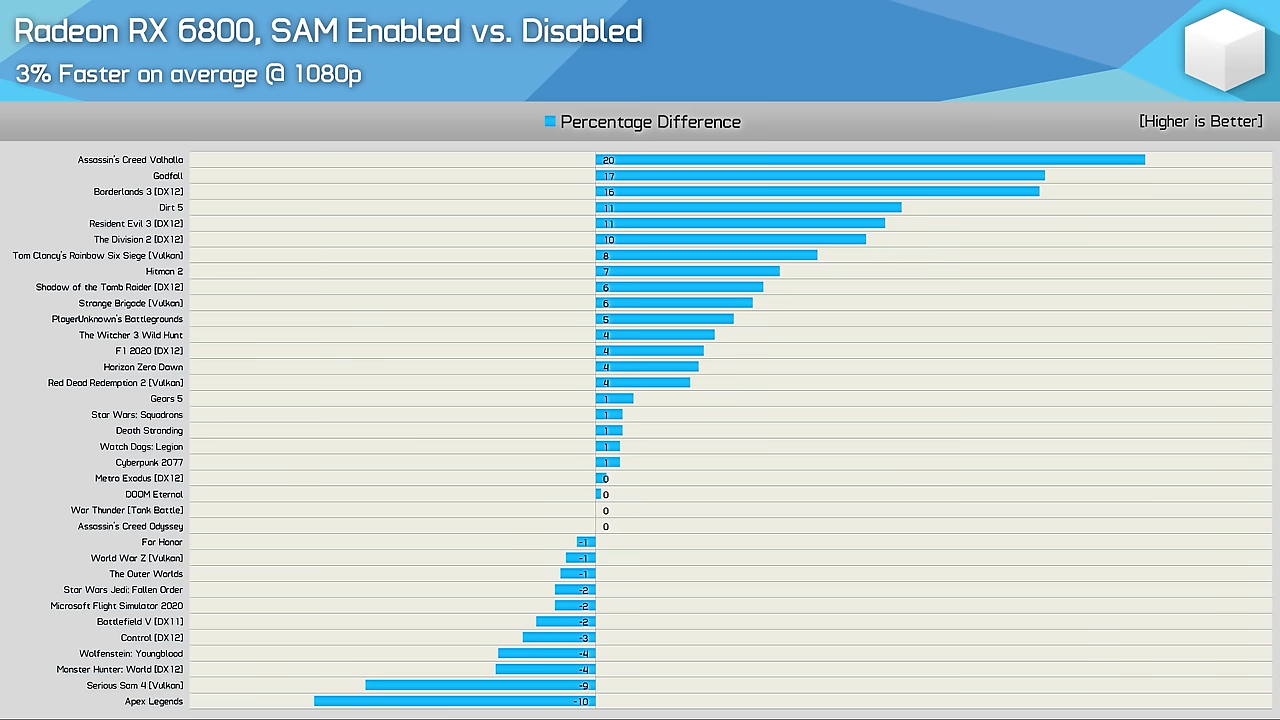 Radeon RX 6800, SAM Enabled vs. Disabled
3% Faster on average @ 1080p
Percentage Difference
[Higher is Better]
Assassin's Creed Valhalla 20
Godfall 17
Borderlands 3 [DX12] 16
Dirt 5 11
Resident Evil 3 [DX12] 11
The Division 2 [DX12] 10
Tom Clancy's Rainbow Six Siege [Vulkan] 8
Hitman 2 7
Shadow of the Tomb Raider [DX12] 6
Strange Brigade [Vulkan] 6
PlayerUnknown's Battlegrounds 5
The Witcher 3 Wild Hunt 4
F1 2020 [DX12] 4
Horizon Zero Dawn 4
Red Dead Redemption 2 [Vulkan] 4
Gears 5 1
Star Wars: Squadrons 1
Death Stranding 1
Watch Dogs: Legion 1
Cyberpunk 2077 1
Metro Exodus [DX12] 0
DOOM Eternal 0
War Thunder [Tank Battle] 0
Assassin's Creed Odyssey 0
For Honor -1
World War Z [Vulkan] -1
The Outer Worlds -1
Star Wars Jedi: Fallen Order -2
Microsoft Flight Simulator 2020 -2
Battlefield V [DX11] -2
Control [DX12] -3
Wolfenstein: Youngblood -4
Monster Hunter: World [DX12] -4
Serious Sam 4 [Vulkan] -9
Apex Legends -10